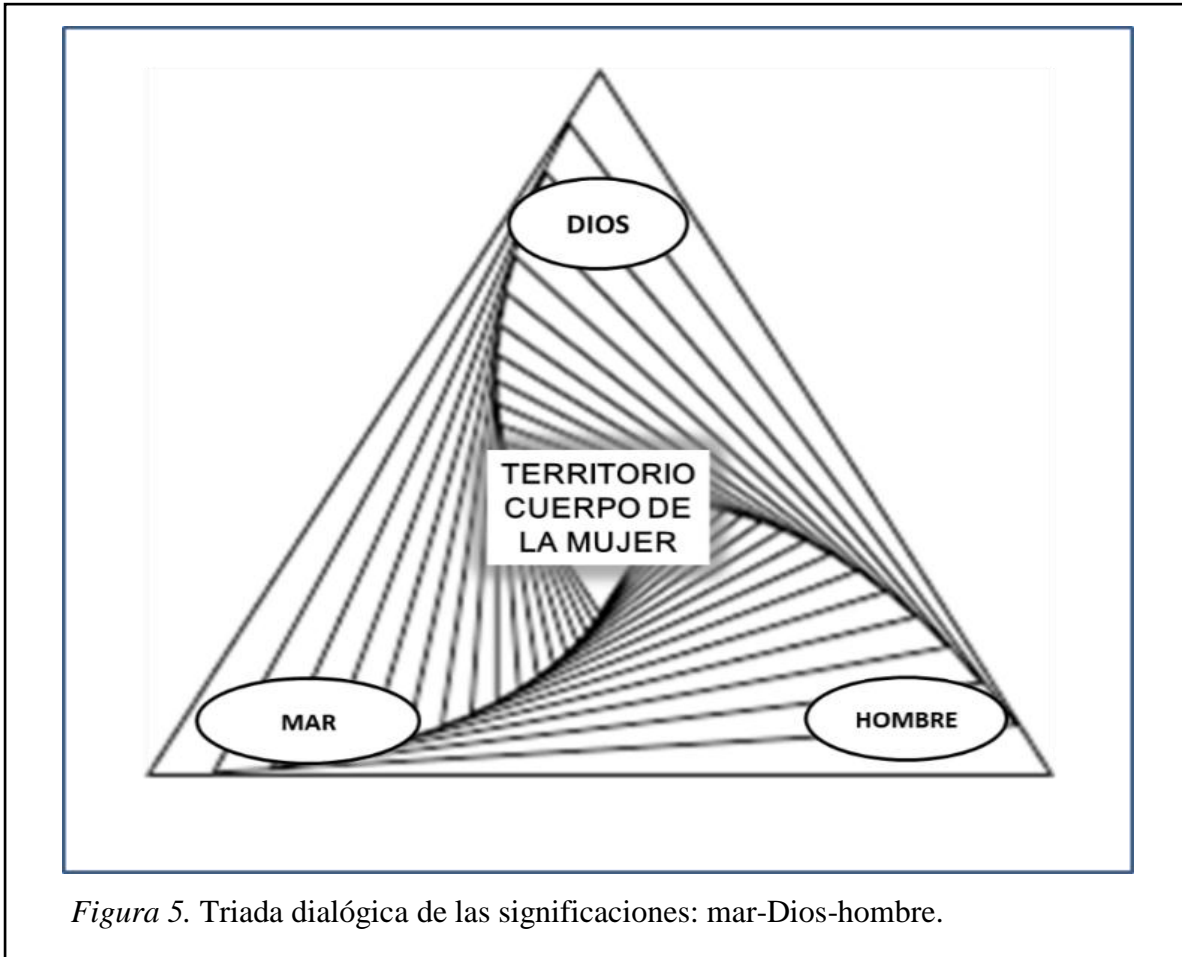 DIOS
TERRITORIO
CUERPO DE
LA MUJER
MAR
HOMBRE
Figura 5. Triada dialógica de las significaciones: mar-Dios-hombre.